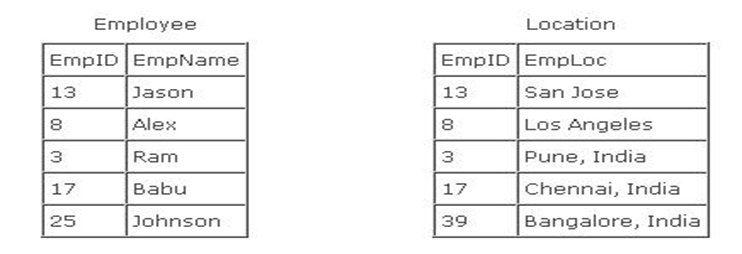 Employee
EmpID EmpName
13 Jason
8 Alex
3 Ram
17 Babu
25 Johnson
Location
EmpID EmpLoc
13 San Jose
8 Los Angeles
3 Pune, India
17 Chennai, India
39 Bangalore, India